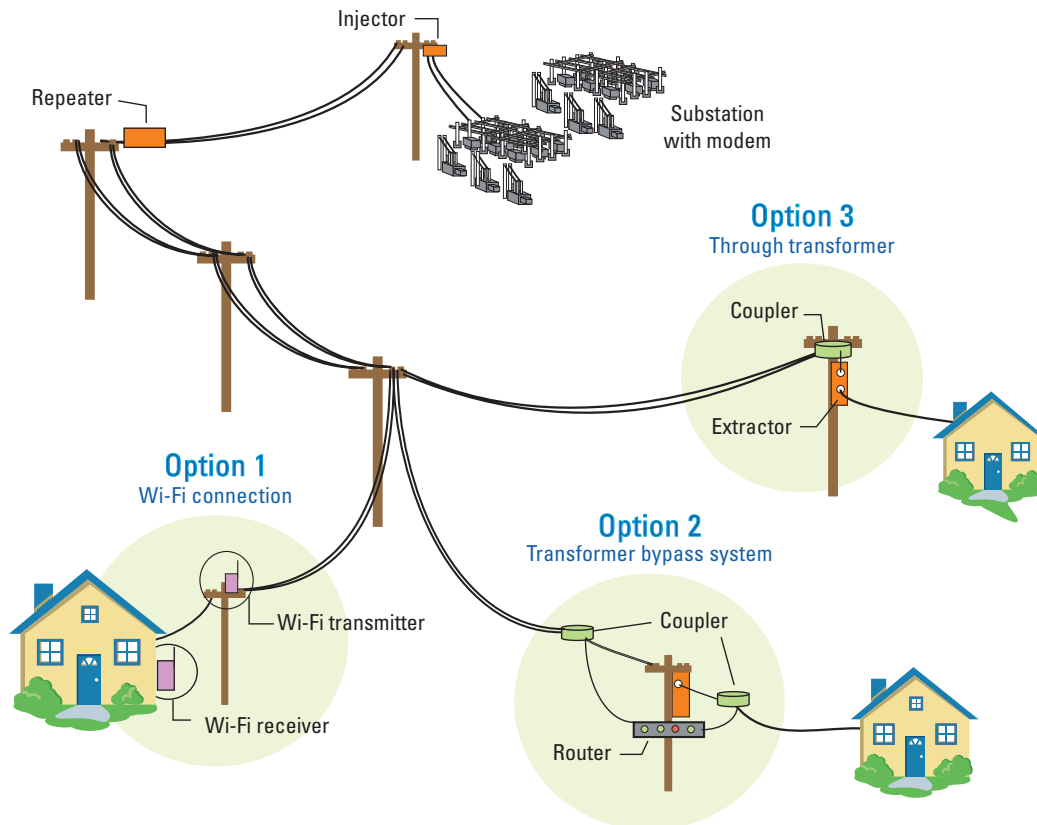 Injector
Repeater
Substation
with modem
Option 3
Through transformer
Coupler
Extractor
Option 1
Wi-Fi connection
Wi-Fi transmitter
Wi-Fi receiver
Option 2
Transformer bypass system
Coupler
Router